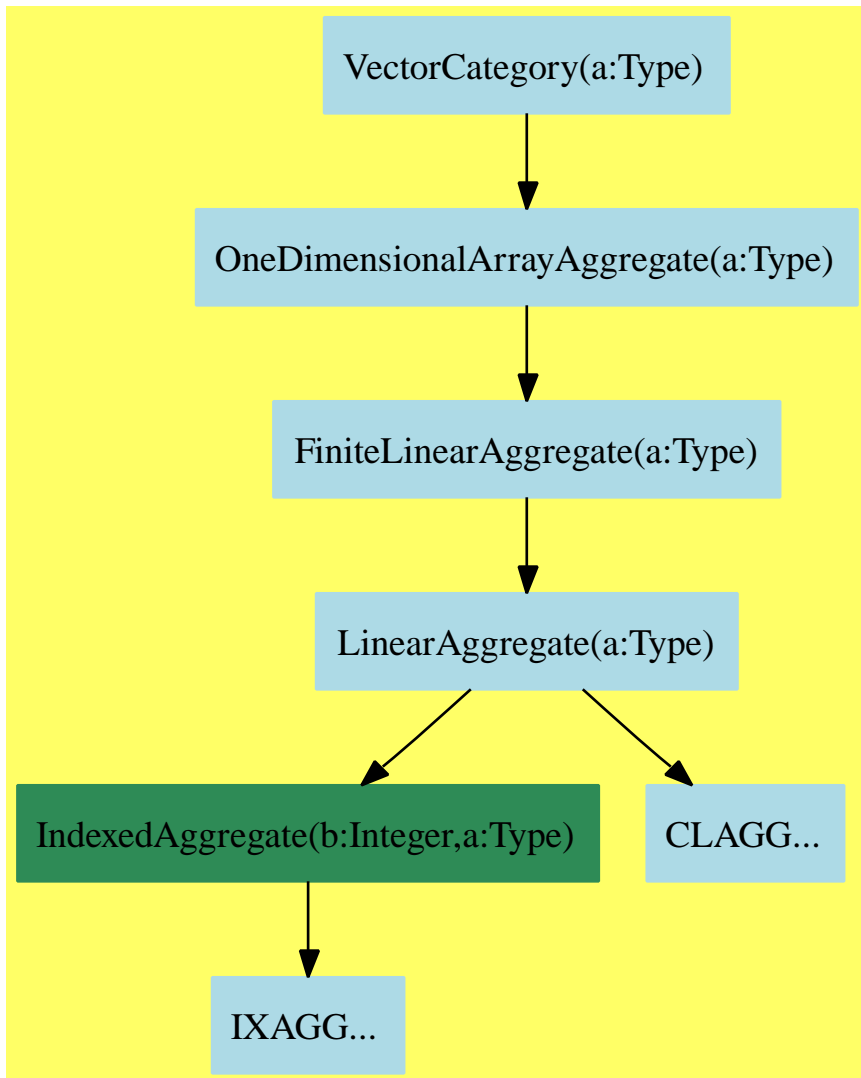 VectorCategory(a:Type)
OneDimensionalArrayAggregate(a:Type)
FiniteLinearAggregate(a:Type)
LinearAggregate(a:Type)
IndexedAggregate(b:Integer,a:Type)
CLAGG...
IXAGG...